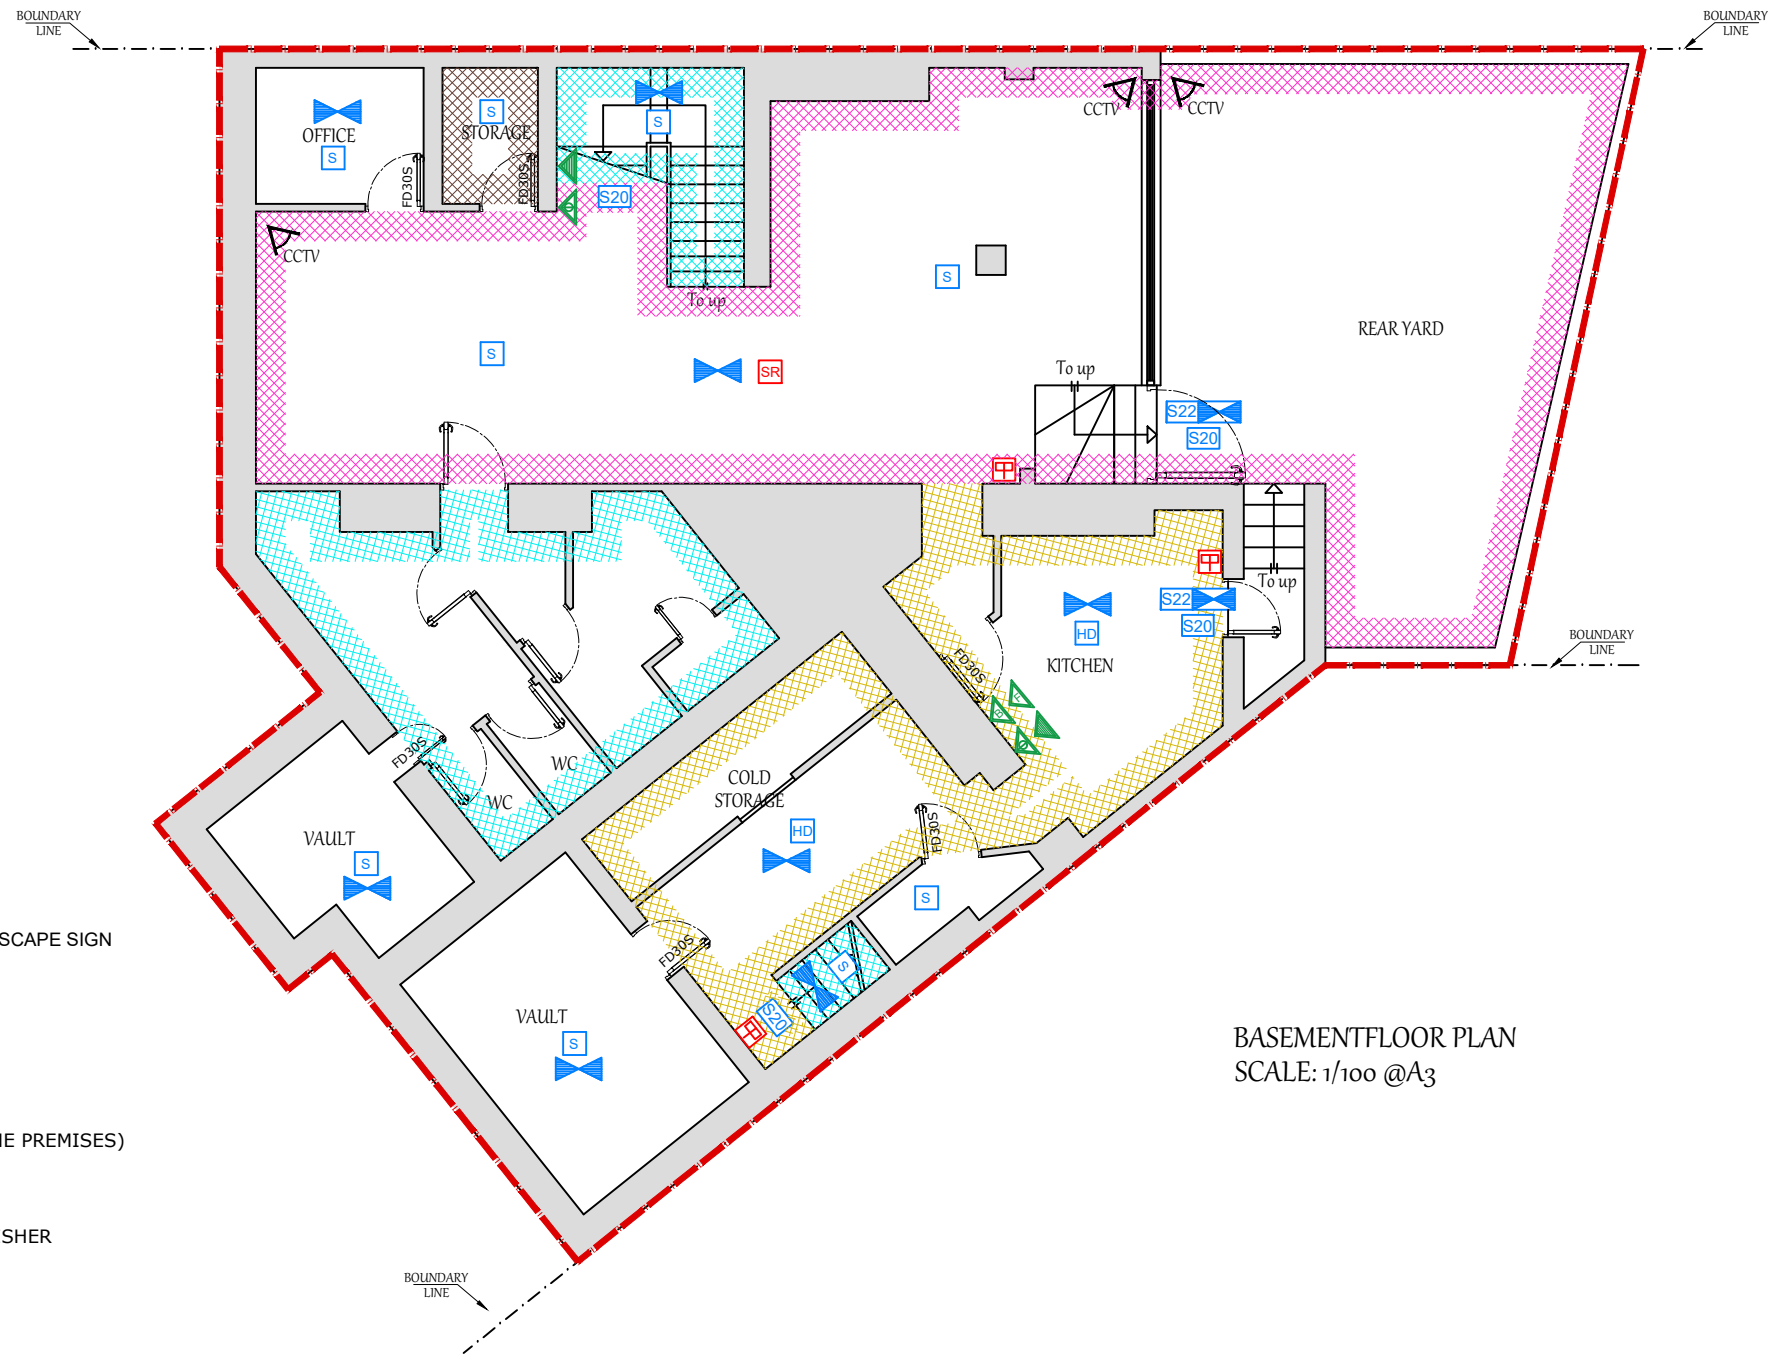 BOUNDARY
LINE
BOUNDARY
LINE
CCTV
CCTV
S
S
OFFICE
STORAGE
S
FD30S
FD30S
S20
CCTV
S
To up
REAR YARD
S
SR
To up
S22
S20
To up
S22
S20
HD
KITCHEN
BOUNDARY
LINE
FD30S
FD30S
WC
WC
COLD
STORAGE
HD
FD30S
VAULT
S
S
FD30S
S
S20
SCAPE SIGN
VAULT
S
BASEMENTFLOOR PLAN
SCALE: 1/100 @A3
HE PREMISES)
SHER
BOUNDARY
LINE